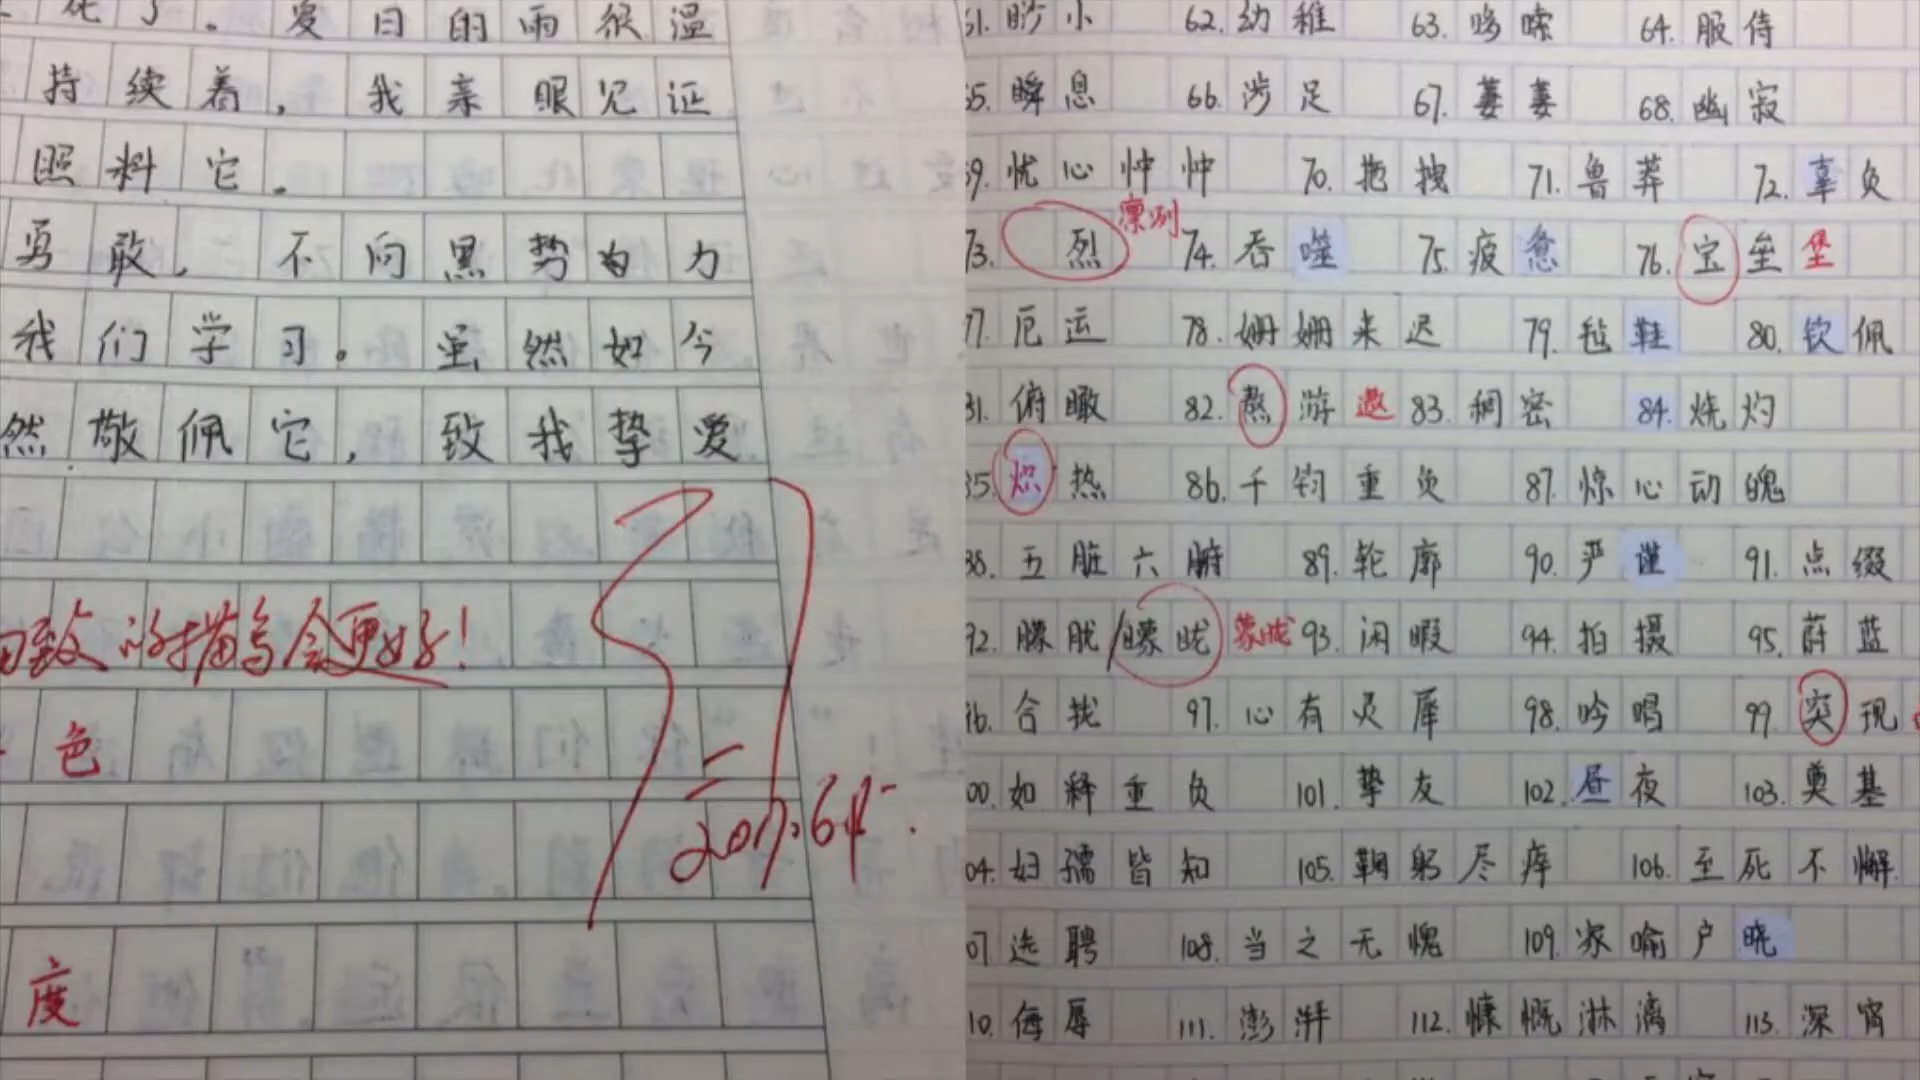 花了。夏日的雨很温
持续着，我亲眼见证
照料它。
勇敢，不向黑势力
我们学习。虽然如今
然敬佩它，致我挚爱
致的描写会更好！
色
2017.6
度
61. 眇小 62. 幼稚 63. 哆嗦 64. 服侍
65. 瞬息 66. 涉足 67. 萋萋 68. 幽寂
69. 忧心忡忡 70. 拖拽 71. 鲁莽 72. 辜负
73. 烈 凛冽 74. 吞噬 75. 疲惫 76. 宝垒 堡
77. 厄运 78. 姗姗来迟 79. 毡鞋 80. 钦佩
81. 俯瞰 82. 熬游 遨 83. 稠密 84. 烧灼
85. 炽热 86. 千钧重负 87. 惊心动魄
88. 五脏六腑 89. 轮廓 90. 严谨 91. 点缀
92. 朦胧/曚昽 蒙眬 93. 闲暇 94. 拍摄 95. 蔚蓝
96. 合拢 97. 心有灵犀 98. 吟唱 99. 突现
100. 如释重负 101. 挚友 102. 昼夜 103. 奠基
104. 妇孺皆知 105. 鞠躬尽瘁 106. 至死不懈
107 选聘 108. 当之无愧 109. 家喻户晓
110. 侮辱 111. 澎湃 112. 慷慨淋漓 113. 深宵